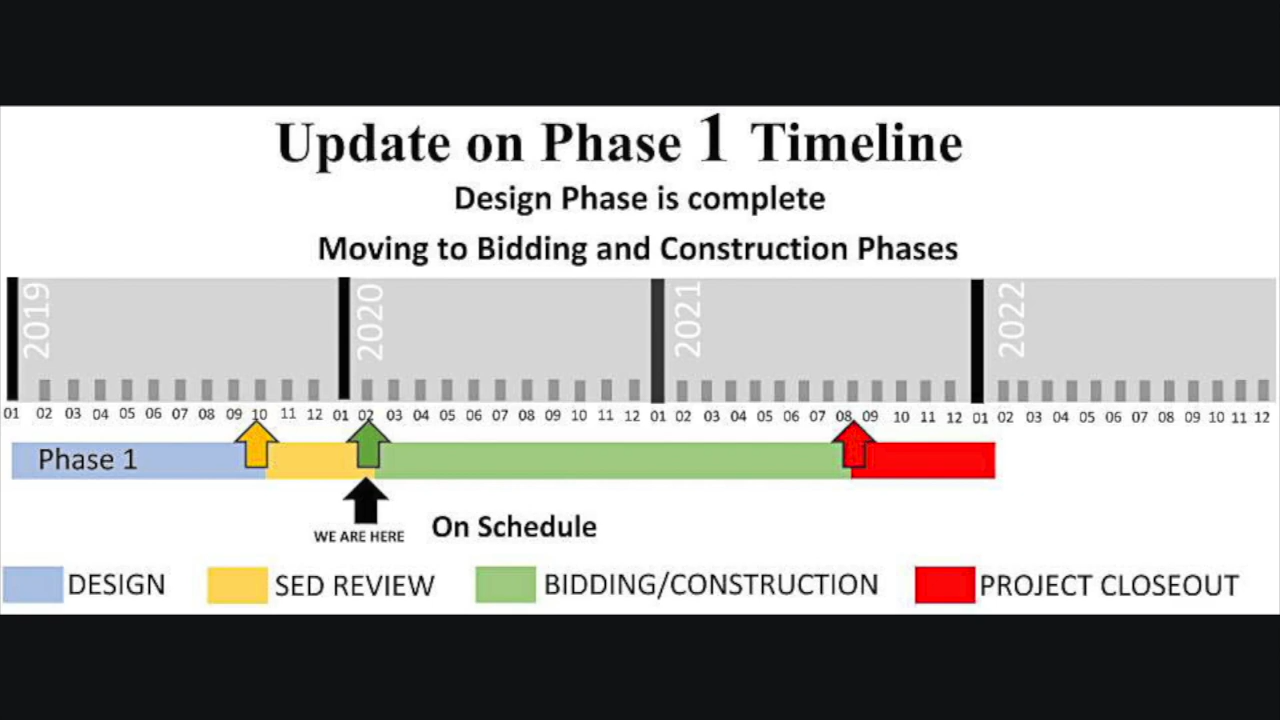 Update on Phase 1 Timeline
Design Phase is complete
Moving to Bidding and Construction Phases
2019 2020 2021 2022
01 02 03 04 05 06 07 08 09 10 11 12 01 02 03 04 05 06 07 08 09 10 11 12 01 02 03 04 05 06 07 08 09 10 11 12 01 02 03 04 05 06 07 08 09 10 11 12
Phase 1
WE ARE HERE On Schedule
DESIGN SED REVIEW BIDDING/CONSTRUCTION PROJECT CLOSEOUT